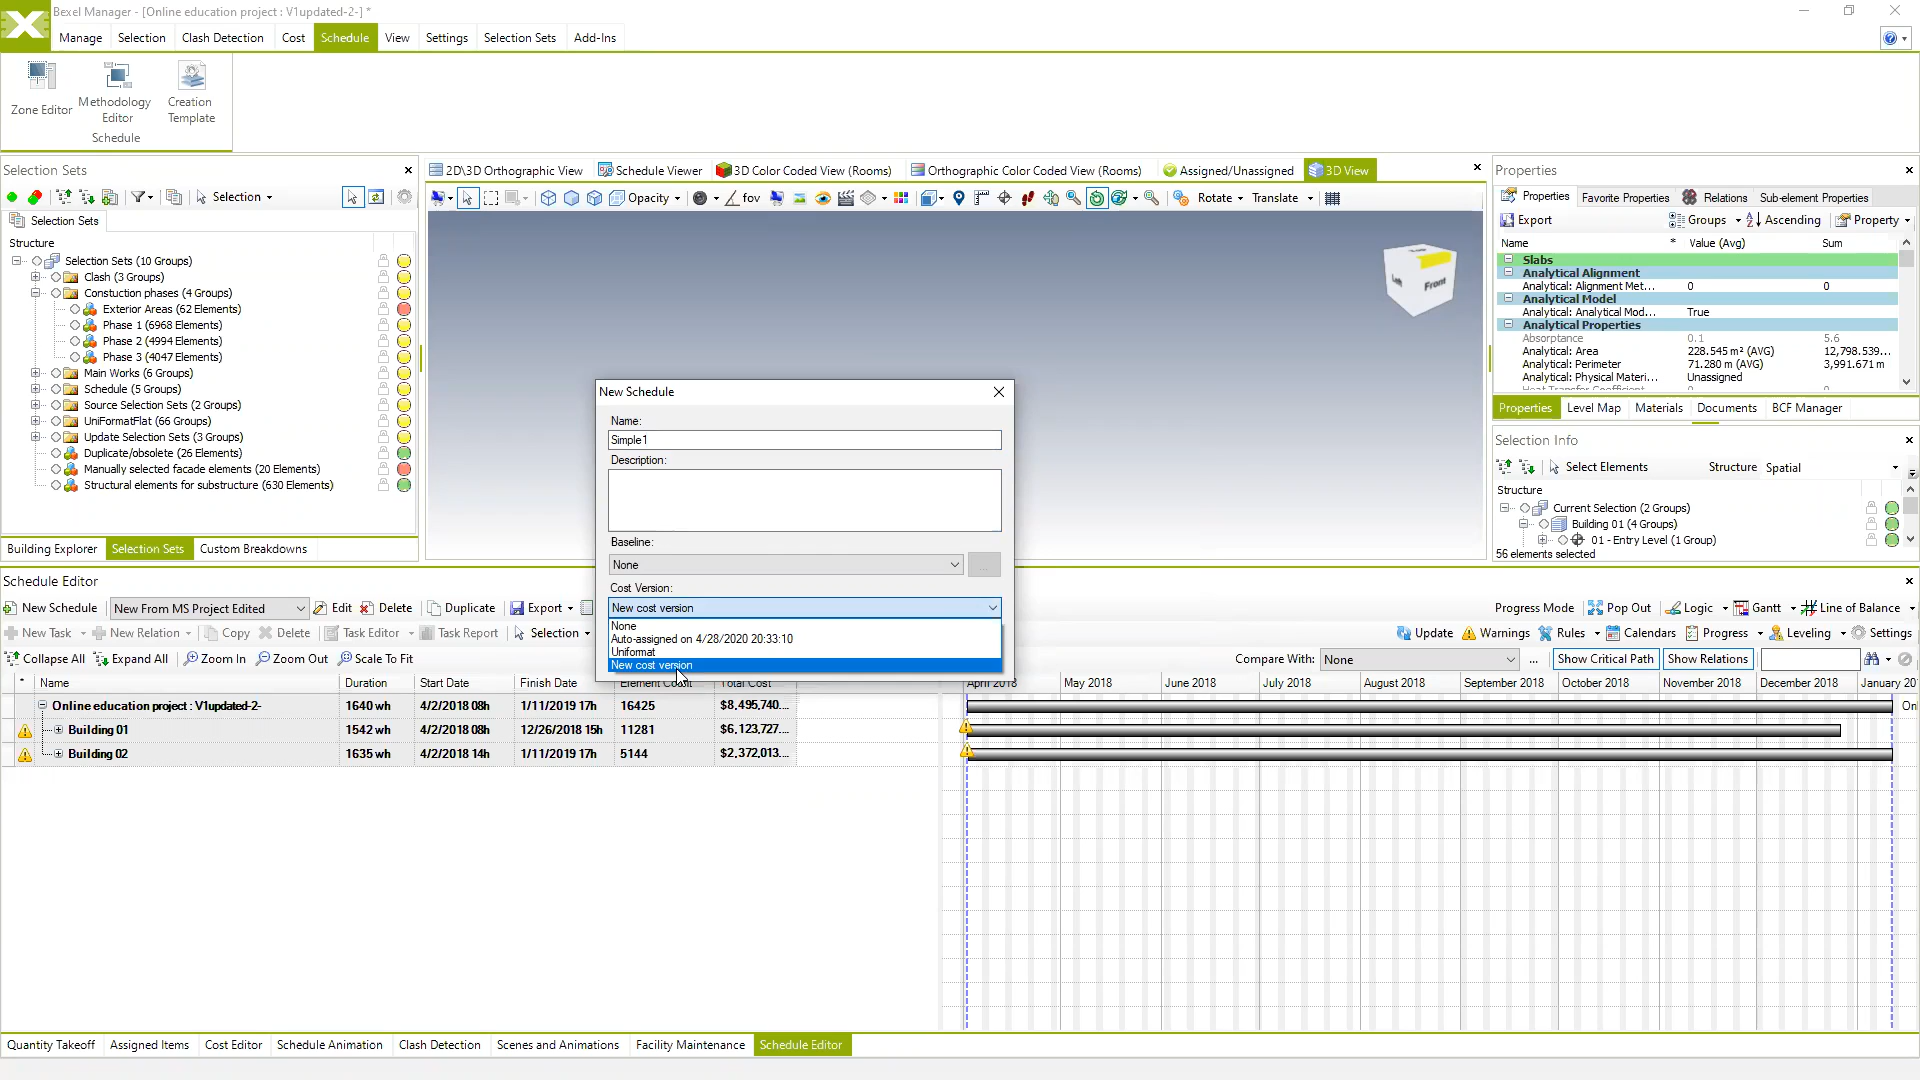 Bexel Manager - [Online education project : V1updated-2-] *
Manage Selection Clash Detection Cost Schedule View Settings Selection Sets Add-Ins
Zone Editor
Methodology Editor
Creation Template
Schedule
Selection Sets
Selection
Selection Sets
Structure
Selection Sets (10 Groups)
Clash (3 Groups)
Constuction phases (4 Groups)
Exterior Areas (62 Elements)
Phase 1 (6968 Elements)
Phase 2 (4994 Elements)
Phase 3 (4047 Elements)
Main Works (6 Groups)
Schedule (5 Groups)
Source Selection Sets (2 Groups)
UniFormatFlat (66 Groups)
Update Selection Sets (3 Groups)
Duplicate/obsolete (26 Elements)
Manually selected facade elements (20 Elements)
Structural elements for substructure (630 Elements)
Building Explorer Selection Sets Custom Breakdowns
2D\3D Orthographic View Schedule Viewer 3D Color Coded View (Rooms) Orthographic Color Coded View (Rooms) Assigned/Unassigned 3D View
Opacity fov Rotate Translate
Front
New Schedule
Name:
Simple1
Description:
Baseline:
None
...
Cost Version:
New cost version
None
Auto-assigned on 4/28/2020 20:33:10
Uniformat
New cost version
Properties
Properties Favorite Properties Relations Sub-element Properties
Export Groups Ascending Property
Name * Value (Avg) Sum
Slabs
Analytical Alignment
Analytical: Alignment Met... 0 0
Analytical Model
Analytical: Analytical Mod... True
Analytical Properties
Absorptance 0.1 5.6
Analytical: Area 228.545 m² (AVG) 12,798.539...
Analytical: Perimeter 71.280 m (AVG) 3,991.671 m
Analytical: Physical Materi... Unassigned
Heat Transfer Coefficient 0 0
Properties Level Map Materials Documents BCF Manager
Selection Info
Select Elements Structure Spatial
Structure
Current Selection (2 Groups)
Building 01 (4 Groups)
01 - Entry Level (1 Group)
56 elements selected
Schedule Editor
New Schedule New From MS Project Edited Edit Delete Duplicate Export Progress Mode Pop Out Logic Gantt Line of Balance
New Task New Relation Copy Delete Task Editor Task Report Selection Update Warnings Rules Calendars Progress Leveling Settings
Collapse All Expand All Zoom In Zoom Out Scale To Fit Compare With: None ... Show Critical Path Show Relations
* Name Duration Start Date Finish Date Element Count Total Cost April 2018 May 2018 June 2018 July 2018 August 2018 September 2018 October 2018 November 2018 December 2018 January 20
Online education project : V1updated-2- 1640 wh 4/2/2018 08h 1/11/2019 17h 16425 $8,495,740.... Onl
Building 01 1542 wh 4/2/2018 08h 12/26/2018 15h 11281 $6,123,727....
Building 02 1635 wh 4/2/2018 14h 1/11/2019 17h 5144 $2,372,013....
Quantity Takeoff Assigned Items Cost Editor Schedule Animation Clash Detection Scenes and Animations Facility Maintenance Schedule Editor